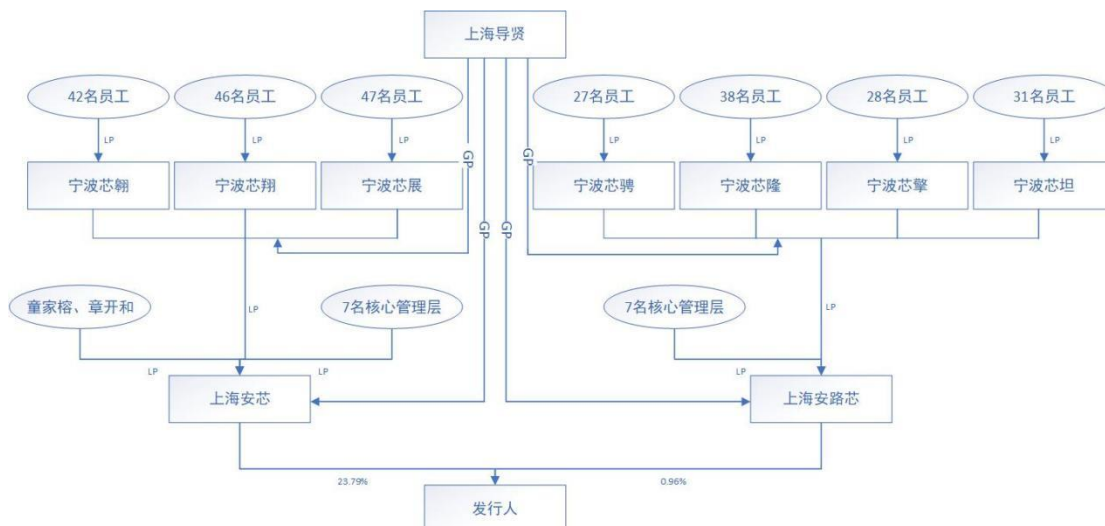 上海导贤
42名员工
46名员工
47名员工
27名员工
38名员工
28名员工
31名员工
LP
LP
LP
LP
LP
LP
LP
GP
GP
宁波芯翱
宁波芯翔
宁波芯展
宁波芯骋
宁波芯隆
宁波芯擎
宁波芯坦
GP
GP
童家榕、章开和
LP
7名核心管理层
7名核心管理层
LP
LP
LP
LP
上海安芯
上海安路芯
23.79%
0.96%
发行人